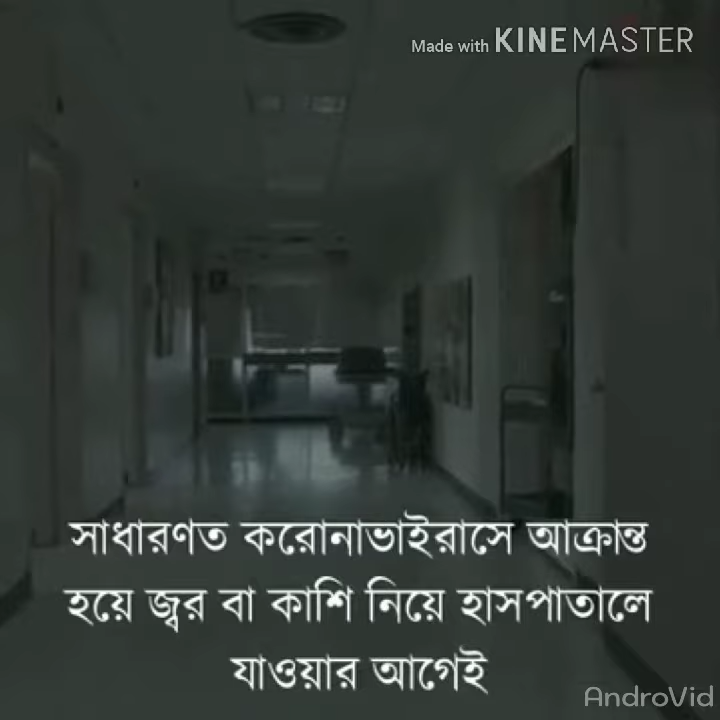 Made with KINEMASTER
সাধারণত করোনাভাইরাসে আক্রান্ত
হয়ে জ্বর বা কাশি নিয়ে হাসপাতালে
যাওয়ার আগেই
AndroVid